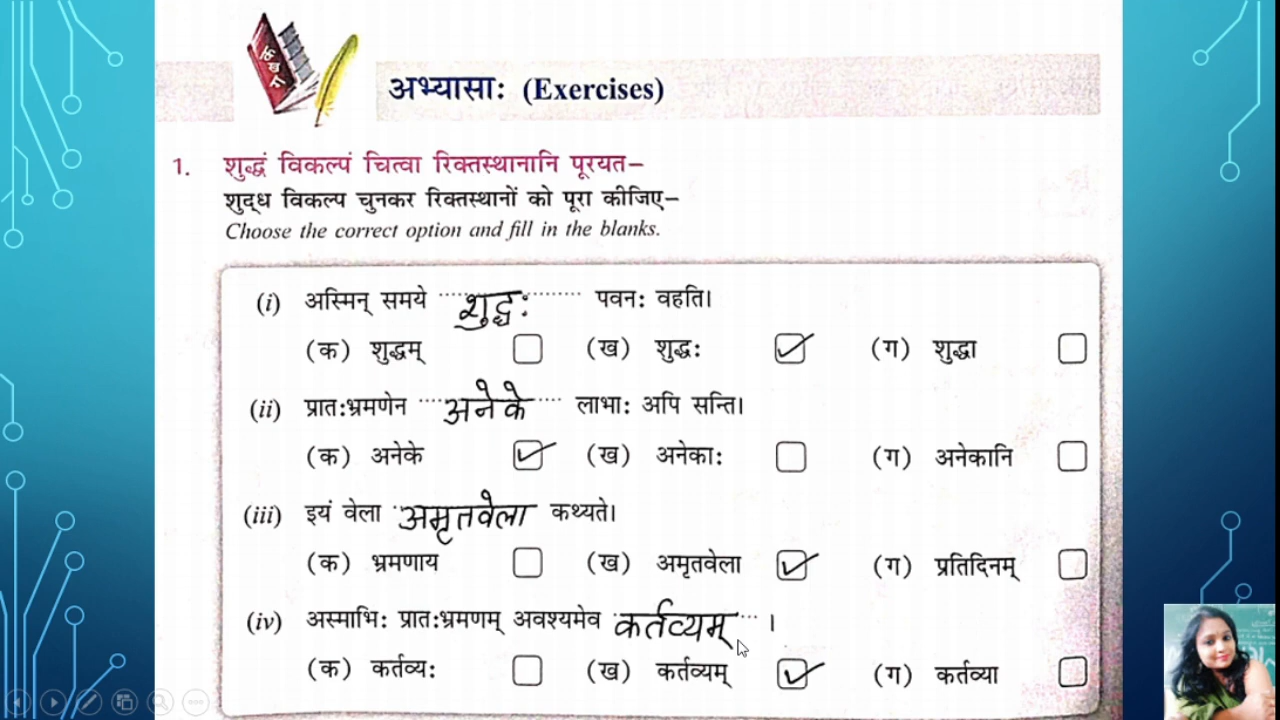 क ख ग
अभ्यासाः (Exercises)
1. शुद्धं विकल्पं चित्वा रिक्तस्थानानि पूरयत–
शुद्ध विकल्प चुनकर रिक्तस्थानों को पूरा कीजिए–
Choose the correct option and fill in the blanks.
(i) अस्मिन् समये शुद्धः पवनः वहति।
(क) शुद्धम् (ख) शुद्धः (ग) शुद्धा
(ii) प्रातःभ्रमणेन अनेके लाभाः अपि सन्ति।
(क) अनेके (ख) अनेकाः (ग) अनेकानि
(iii) इयं वेला अमृतवेला कथ्यते।
(क) भ्रमणाय (ख) अमृतवेला (ग) प्रतिदिनम्
(iv) अस्माभिः प्रातःभ्रमणम् अवश्यमेव कर्तव्यम् ।
(क) कर्तव्यः (ख) कर्तव्यम् (ग) कर्तव्या